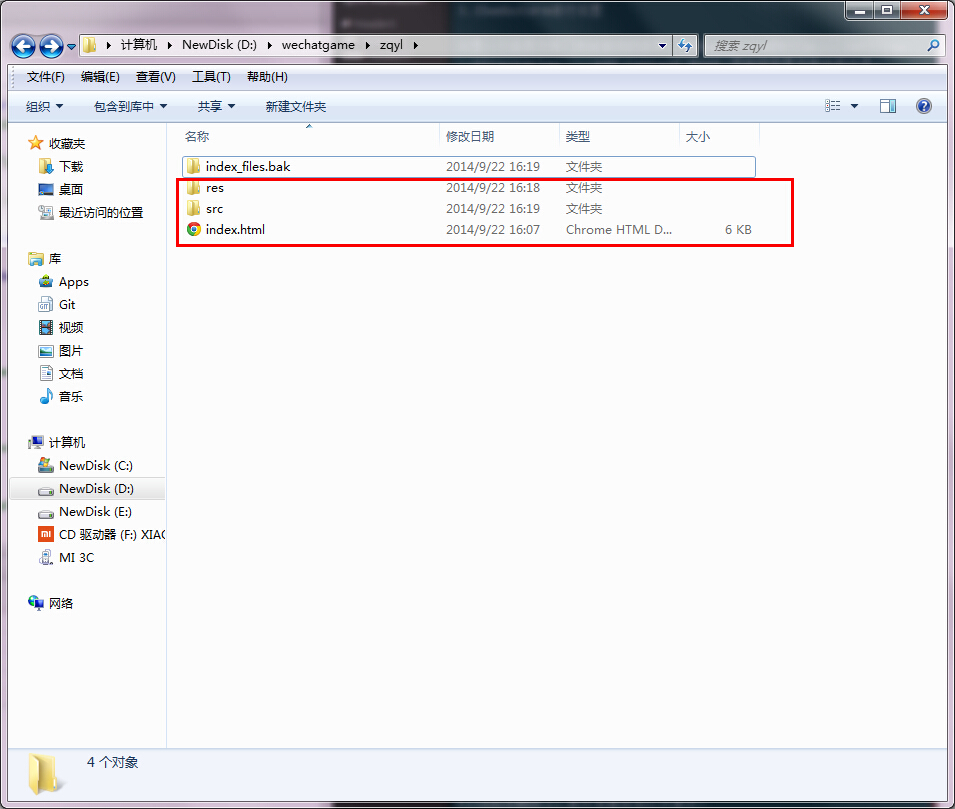 计算机 NewDisk (D:) wechatgame zqyl 搜索 zqyl
文件(F) 编辑(E) 查看(V) 工具(T) 帮助(H)
组织 包含到库中 共享 新建文件夹
名称 修改日期 类型 大小
index_files.bak 2014/9/22 16:19 文件夹
res 2014/9/22 16:18 文件夹
src 2014/9/22 16:19 文件夹
index.html 2014/9/22 16:07 Chrome HTML D... 6 KB
收藏夹
下载
桌面
最近访问的位置
库
Apps
Git
视频
图片
文档
音乐
计算机
NewDisk (C:)
NewDisk (D:)
NewDisk (E:)
CD 驱动器 (F:) XIAO
MI 3C
网络
4 个对象